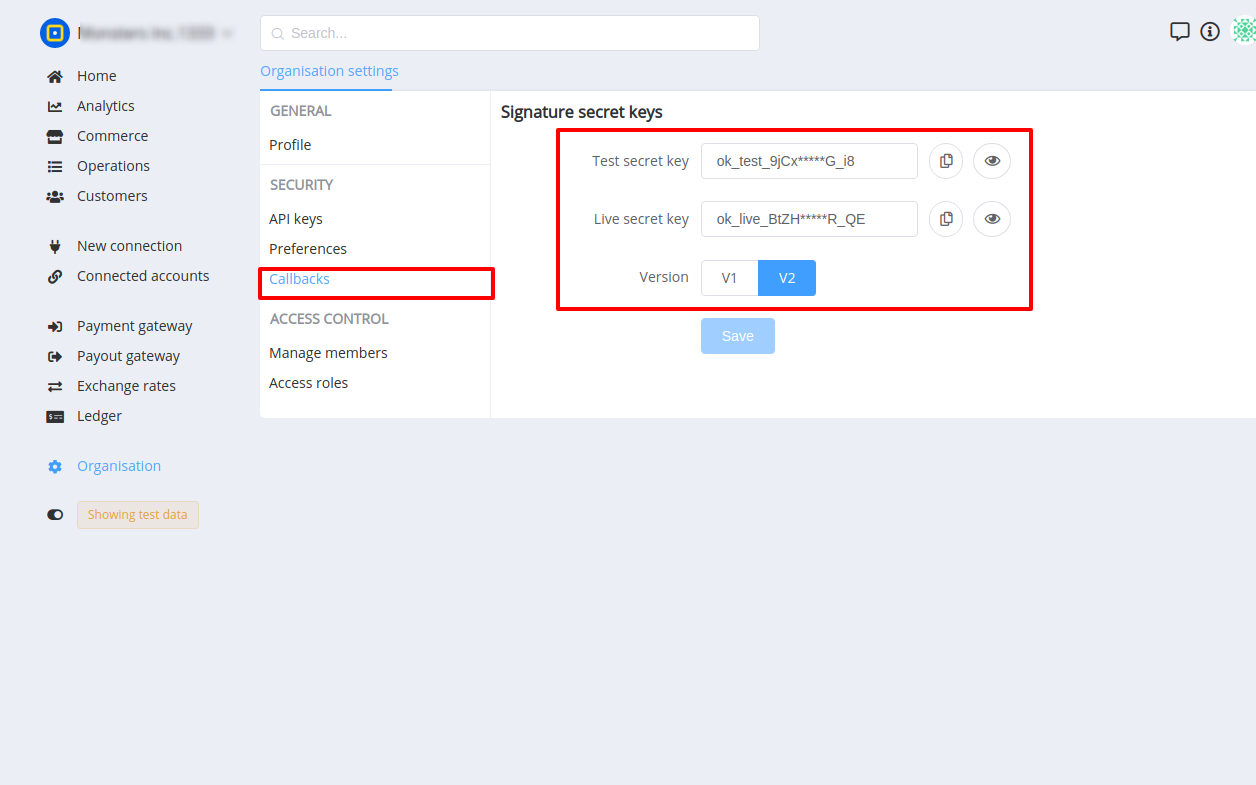 Search...
Home
Analytics
Commerce
Operations
Customers
New connection
Connected accounts
Payment gateway
Payout gateway
Exchange rates
Ledger
Organisation
Showing test data
Organisation settings
GENERAL
Profile
SECURITY
API keys
Preferences
Callbacks
ACCESS CONTROL
Manage members
Access roles
Signature secret keys
Test secret key ok_test_9jCx*****G_i8
Live secret key ok_live_BtZH*****R_QE
Version V1 V2
Save